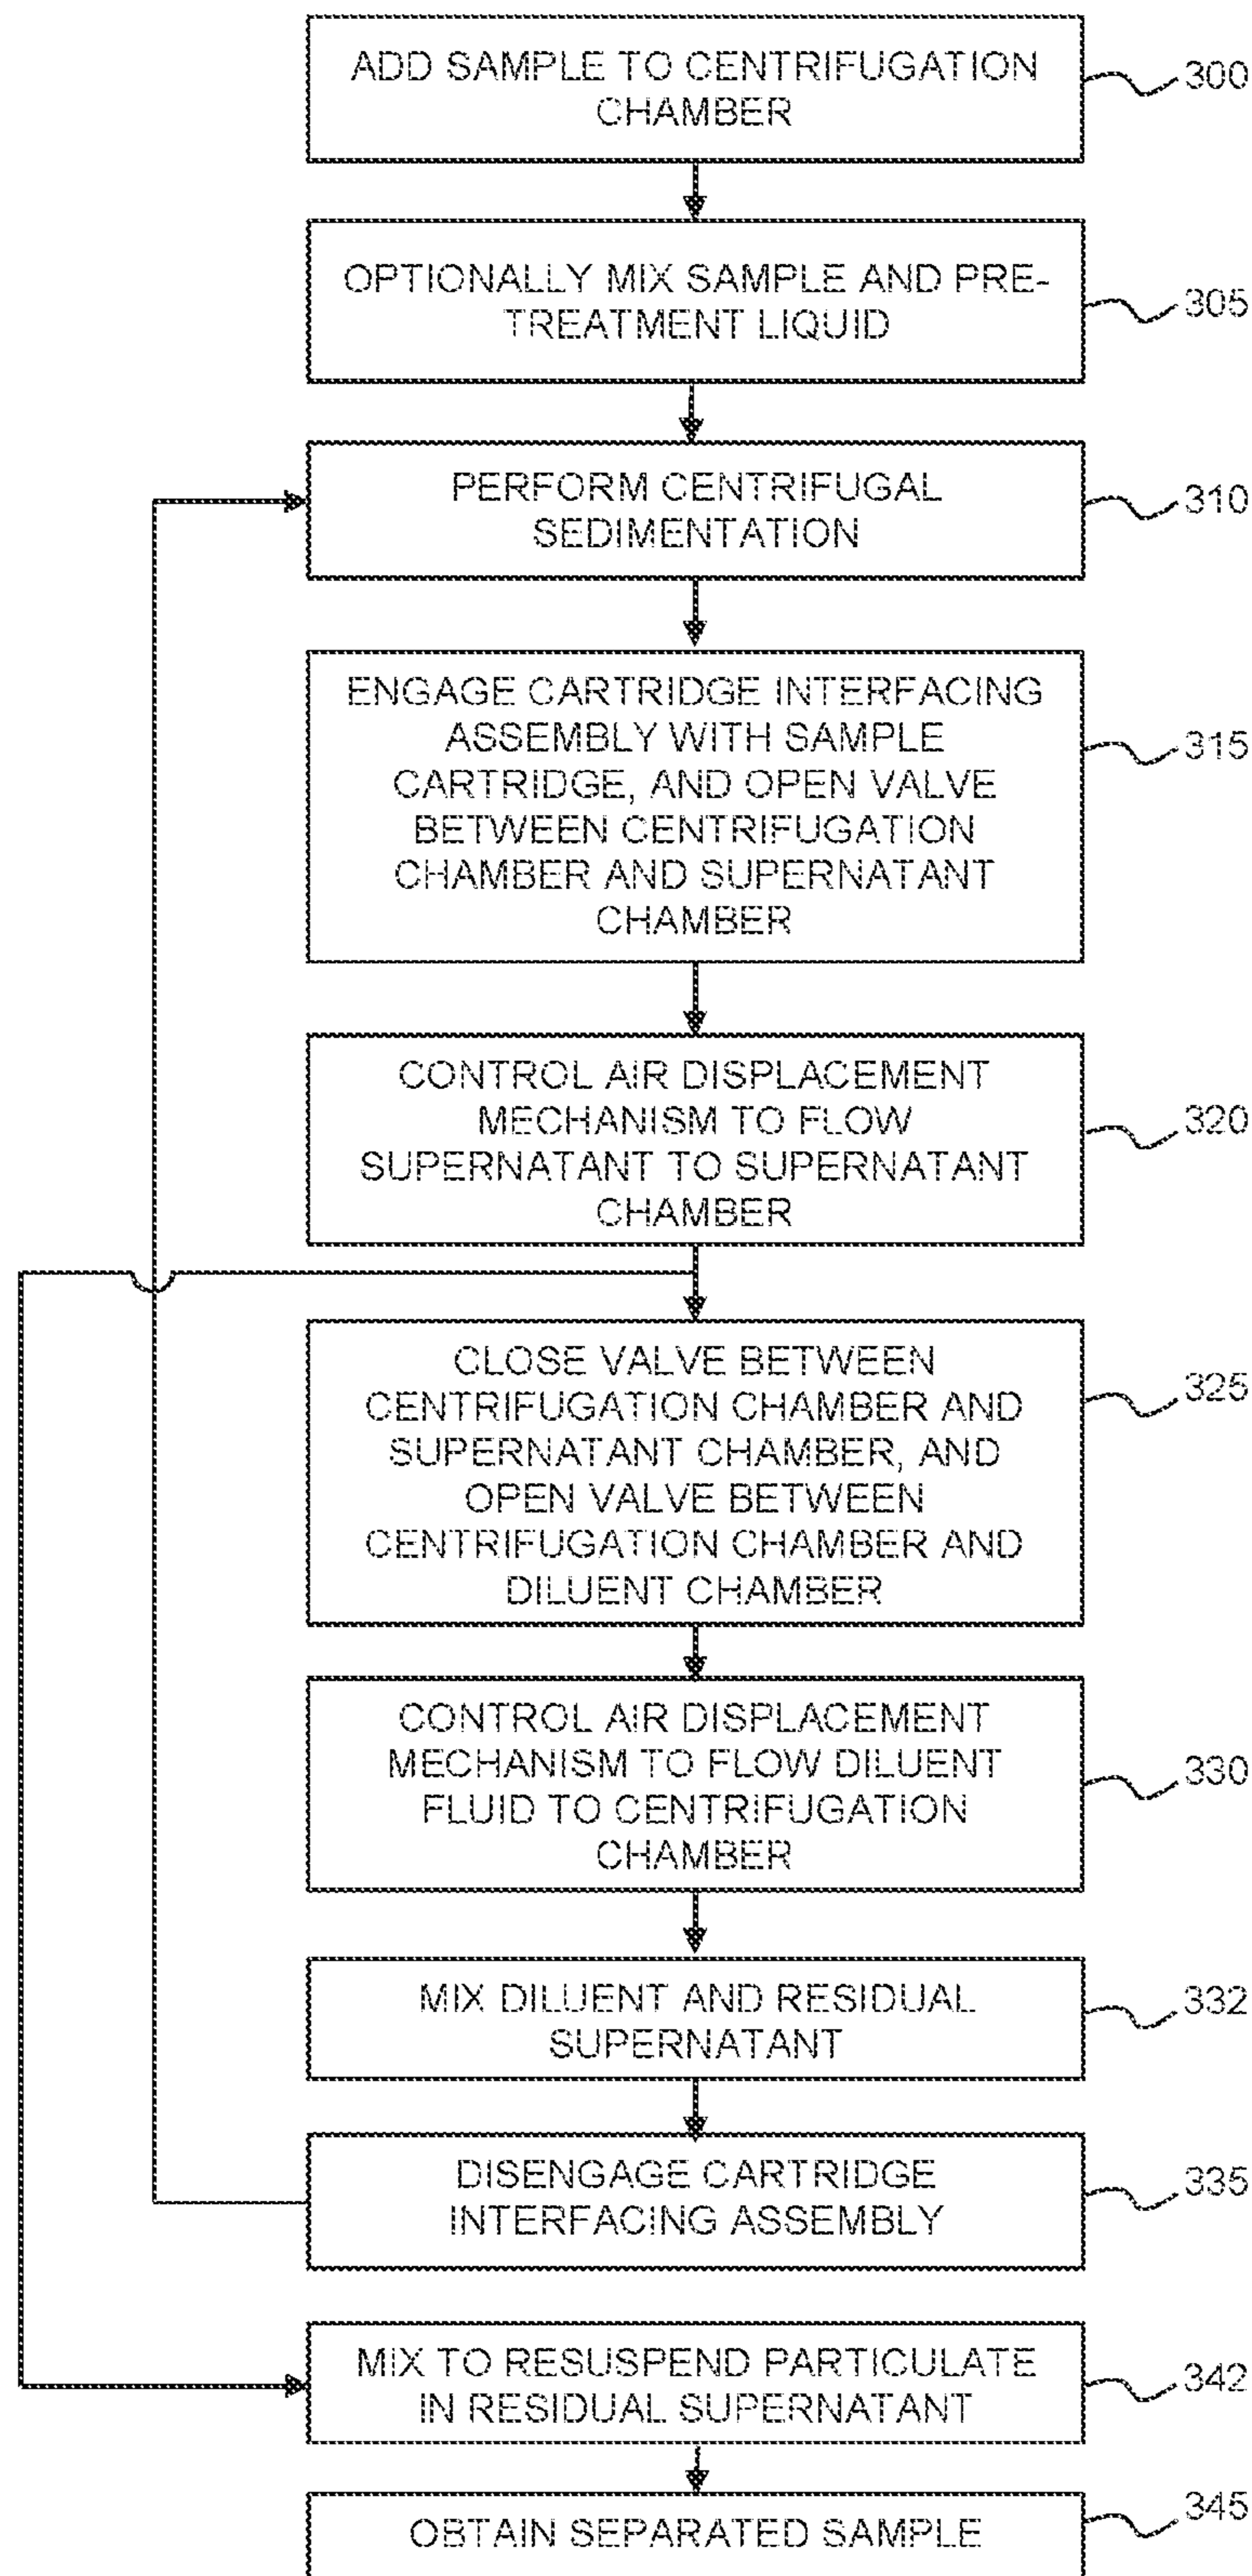 ADD SAMPLE TO CENTRIFUGATION
CHAMBER
300
OPTIONALLY MIX SAMPLE AND PRE-
TREATMENT LIQUID
305
PERFORM CENTRIFUGAL
SEDIMENTATION
310
ENGAGE CARTRIDGE INTERFACING
ASSEMBLY WITH SAMPLE
CARTRIDGE, AND OPEN VALVE
BETWEEN CENTRIFUGATION
CHAMBER AND SUPERNATANT
CHAMBER
315
CONTROL AIR DISPLACEMENT
MECHANISM TO FLOW
SUPERNATANT TO SUPERNATANT
CHAMBER
320
CLOSE VALVE BETWEEN
CENTRIFUGATION CHAMBER AND
SUPERNATANT CHAMBER, AND
OPEN VALVE BETWEEN
CENTRIFUGATION CHAMBER AND
DILUENT CHAMBER
325
CONTROL AIR DISPLACEMENT
MECHANISM TO FLOW DILUENT
FLUID TO CENTRIFUGATION
CHAMBER
330
MIX DILUENT AND RESIDUAL
SUPERNATANT
332
DISENGAGE CARTRIDGE
INTERFACING ASSEMBLY
335
MIX TO RESUSPEND PARTICULATE
IN RESIDUAL SUPERNATANT
342
OBTAIN SEPARATED SAMPLE
345